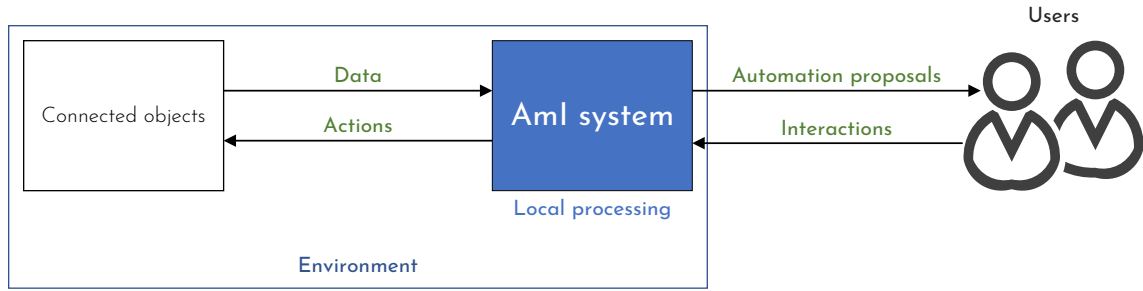 Users
Data
Automation proposals
Connected objects
AmI system
Actions
Interactions
Local processing
Environment